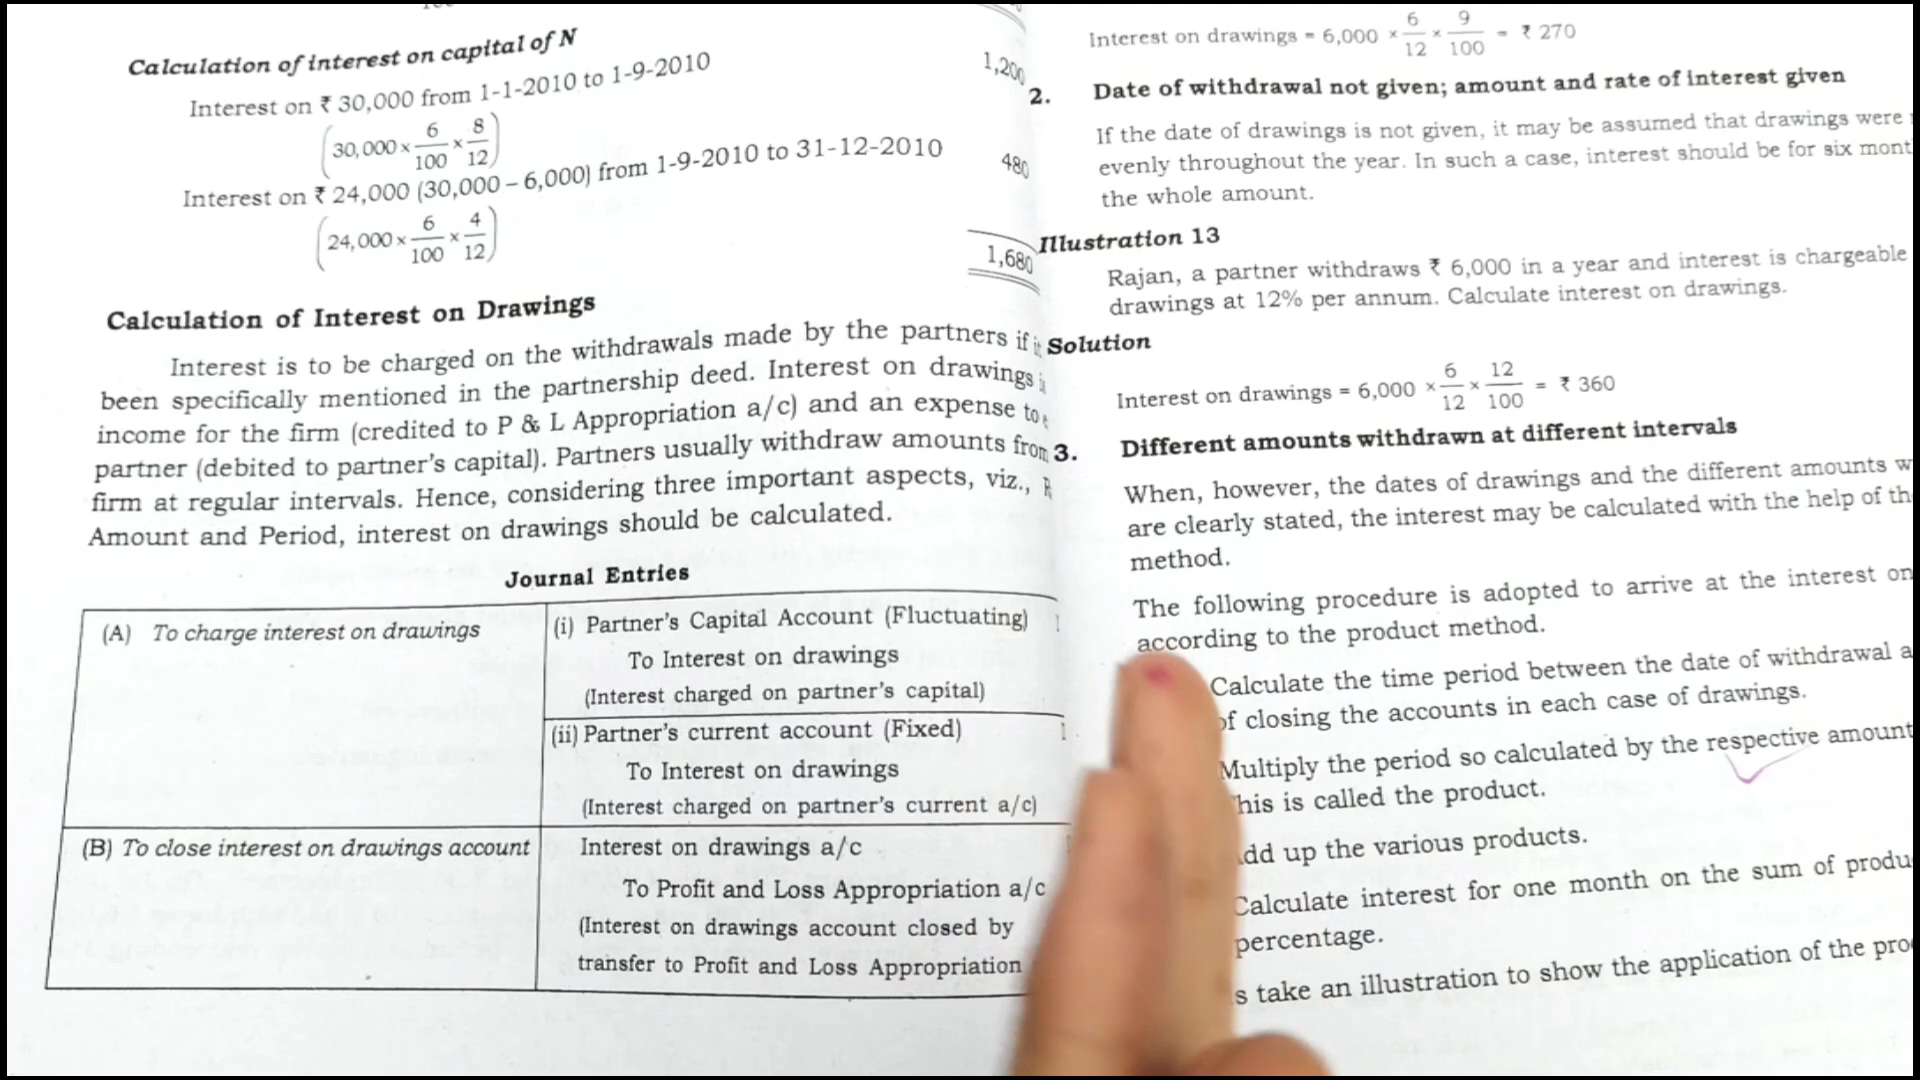 Calculation of interest on capital of N
Interest on ₹ 30,000 from 1-1-2010 to 1-9-2010 1,200
(30,000 × 6/100 × 8/12)
Interest on ₹ 24,000 (30,000 – 6,000) from 1-9-2010 to 31-12-2010 480
(24,000 × 6/100 × 4/12)
1,680
Calculation of Interest on Drawings
Interest is to be charged on the withdrawals made by the partners if
been specifically mentioned in the partnership deed. Interest on drawings
income for the firm (credited to P & L Appropriation a/c) and an expense to
partner (debited to partner's capital). Partners usually withdraw amounts from
firm at regular intervals. Hence, considering three important aspects, viz.,
Amount and Period, interest on drawings should be calculated.
Journal Entries
(A) To charge interest on drawings
(i) Partner's Capital Account (Fluctuating)
To Interest on drawings
(Interest charged on partner's capital)
(ii) Partner's current account (Fixed)
To Interest on drawings
(Interest charged on partner's current a/c)
(B) To close interest on drawings account
Interest on drawings a/c
To Profit and Loss Appropriation a/c
(Interest on drawings account closed by
transfer to Profit and Loss Appropriation
Interest on drawings = 6,000 × 6/12 × 9/100 = ₹ 270
2. Date of withdrawal not given; amount and rate of interest given
If the date of drawings is not given, it may be assumed that drawings were
evenly throughout the year. In such a case, interest should be for six mont
the whole amount.
Illustration 13
Rajan, a partner withdraws ₹ 6,000 in a year and interest is chargeable
drawings at 12% per annum. Calculate interest on drawings.
Solution
Interest on drawings = 6,000 × 6/12 × 12/100 = ₹ 360
3. Different amounts withdrawn at different intervals
When, however, the dates of drawings and the different amounts w
are clearly stated, the interest may be calculated with the help of th
method.
The following procedure is adopted to arrive at the interest on
according to the product method.
Calculate the time period between the date of withdrawal a
of closing the accounts in each case of drawings.
Multiply the period so calculated by the respective amount
his is called the product.
dd up the various products.
Calculate interest for one month on the sum of produ
percentage.
s take an illustration to show the application of the pro